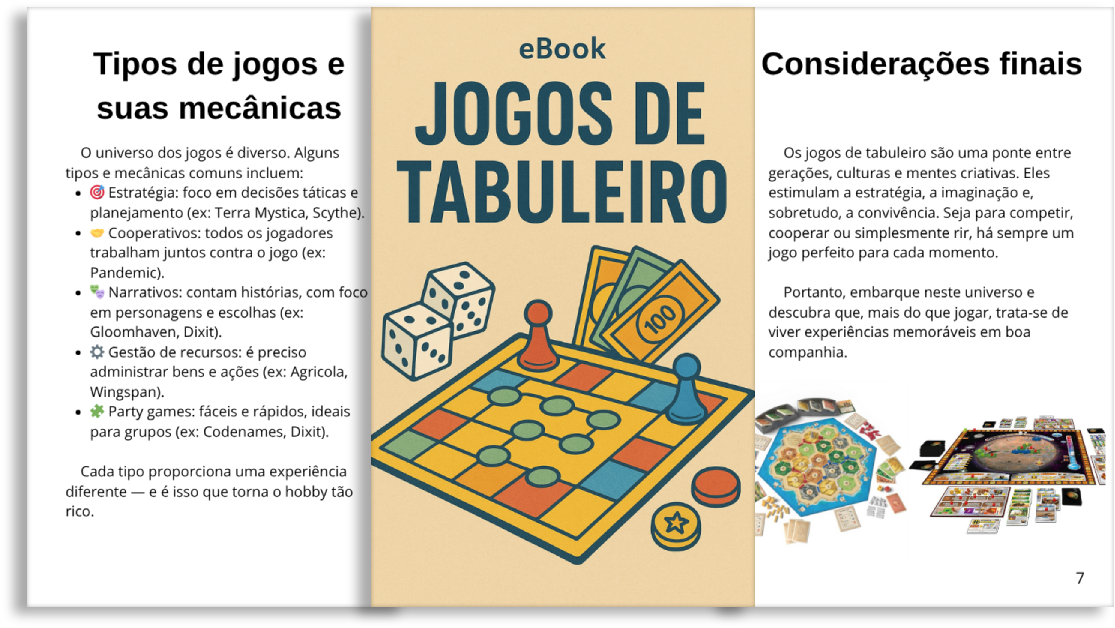 Tipos de jogos e
suas mecânicas
O universo dos jogos é diverso. Alguns
tipos e mecânicas comuns incluem:
• 🎯 Estratégia: foco em decisões táticas e
planejamento (ex: Terra Mystica, Scythe).
• 🤝 Cooperativos: todos os jogadores
trabalham juntos contra o jogo (ex:
Pandemic).
• 🎭 Narrativos: contam histórias, com foco
em personagens e escolhas (ex:
Gloomhaven, Dixit).
• ⚙️ Gestão de recursos: é preciso
administrar bens e ações (ex: Agricola,
Wingspan).
• 🧩 Party games: fáceis e rápidos, ideais
para grupos (ex: Codenames, Dixit).
Cada tipo proporciona uma experiência
diferente — e é isso que torna o hobby tão
rico.
eBook
JOGOS DE
TABULEIRO
100
Considerações finais
Os jogos de tabuleiro são uma ponte entre
gerações, culturas e mentes criativas. Eles
estimulam a estratégia, a imaginação e,
sobretudo, a convivência. Seja para competir,
cooperar ou simplesmente rir, há sempre um
jogo perfeito para cada momento.
Portanto, embarque neste universo e
descubra que, mais do que jogar, trata-se de
viver experiências memoráveis em boa
companhia.
7